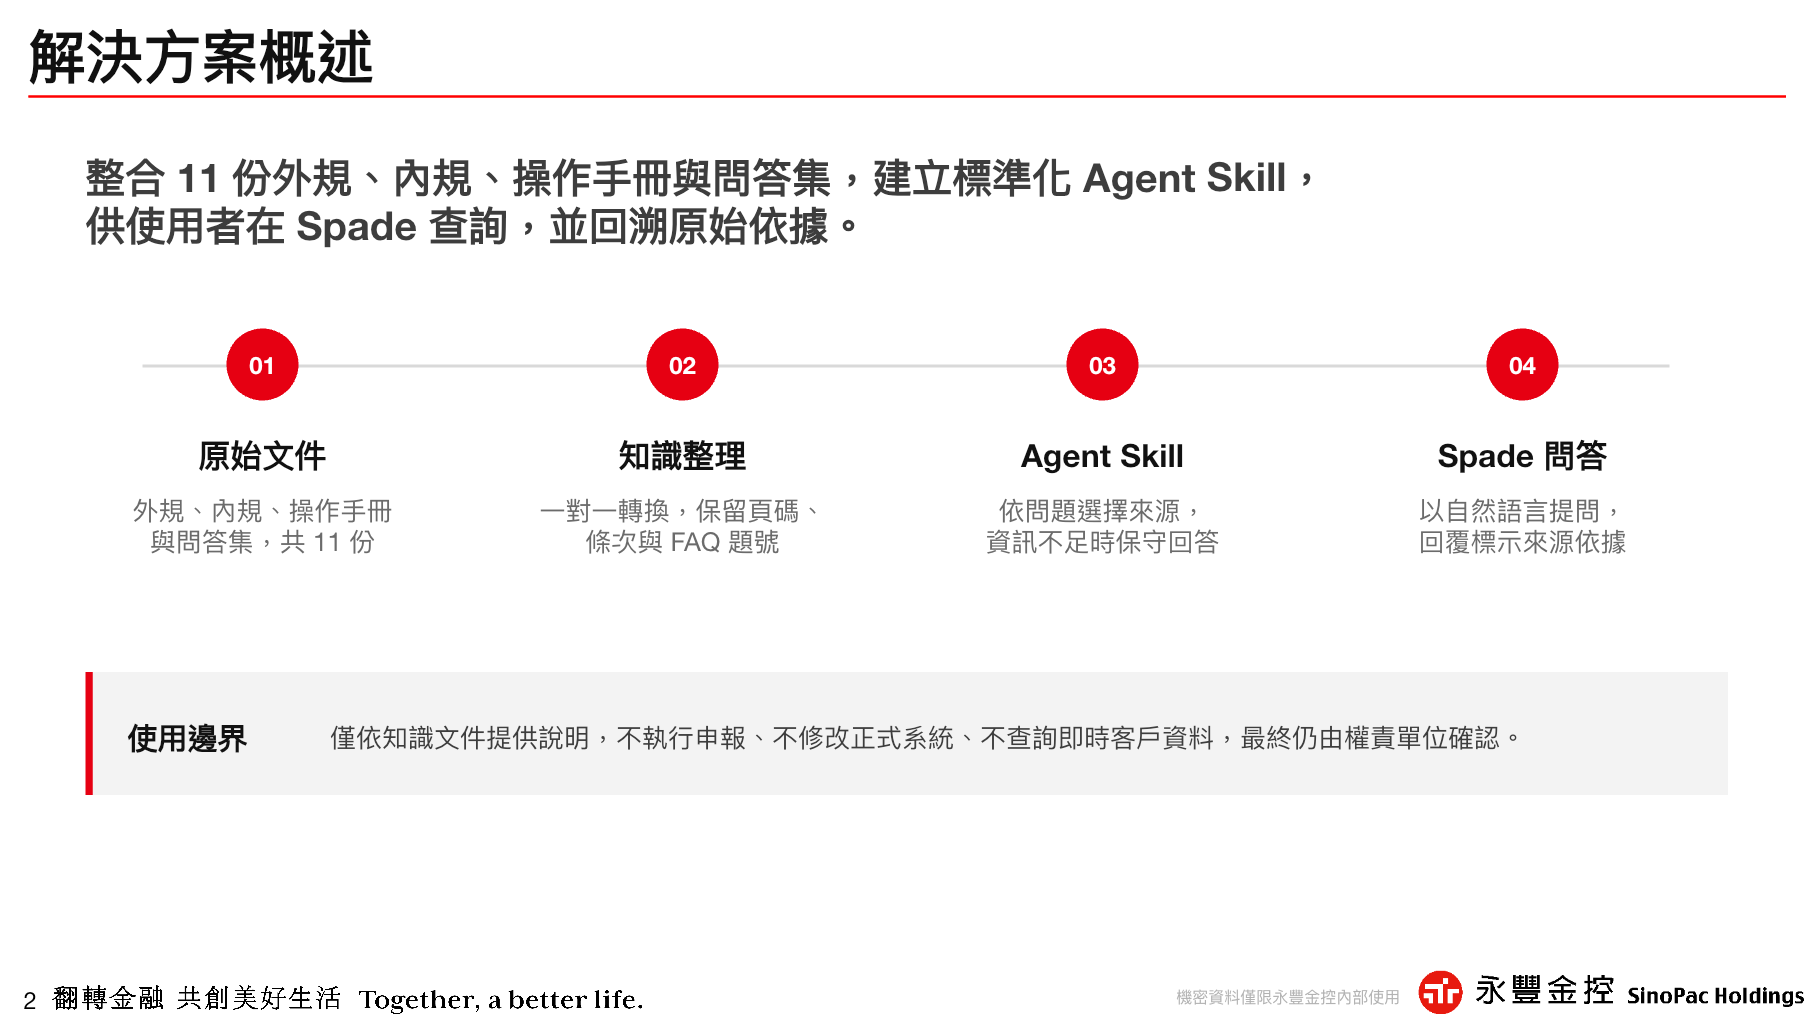 解決方案概述
整合 11 份外規、內規、操作手冊與問答集，建立標準化 Agent Skill，
供使用者在 Spade 查詢，並回溯原始依據。
01
02
03
04
原始文件
知識整理
Agent Skill
Spade 問答
外規、內規、操作手冊
與問答集，共 11 份
一對一轉換，保留頁碼、
條次與 FAQ 題號
依問題選擇來源，
資訊不足時保守回答
以自然語言提問，
回覆標示來源依據
使用邊界
僅依知識文件提供說明，不執行申報、不修改正式系統、不查詢即時客戶資料，最終仍由權責單位確認。
2 翻轉金融 共創美好生活 Together, a better life.
機密資料僅限永豐金控內部使用
永豐金控 SinoPac Holdings